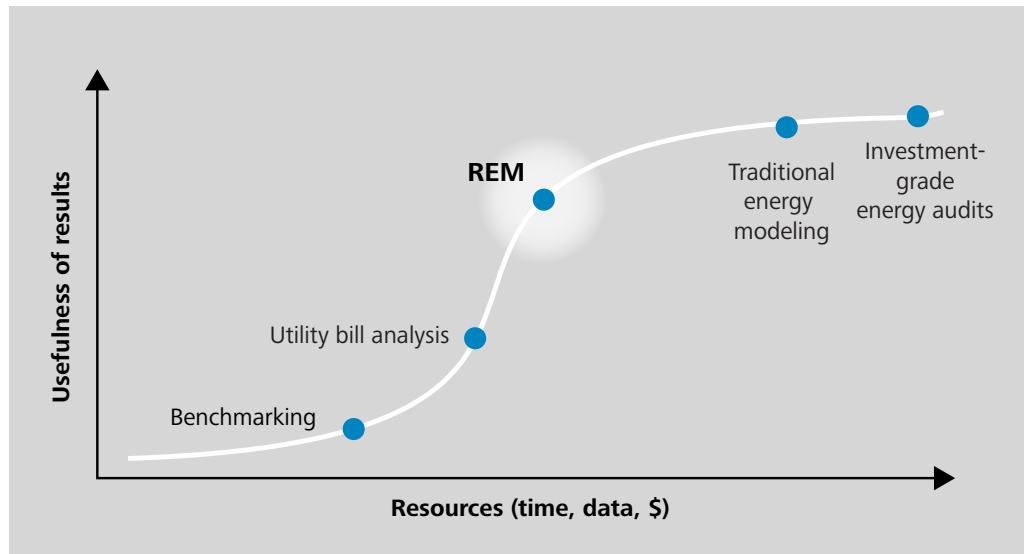 Usefulness of results
REM
Traditional
energy
modeling
Investment-
grade
energy audits
Utility bill analysis
Benchmarking
Resources (time, data, $)